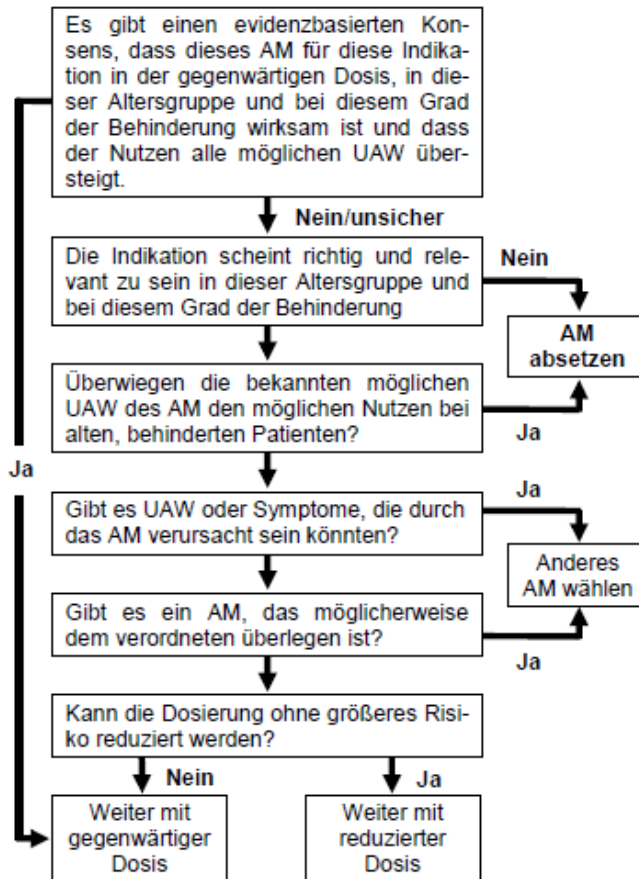 Es gibt einen evidenzbasierten Kon-
sens, dass dieses AM für diese Indika-
tion in der gegenwärtigen Dosis, in die-
ser Altersgruppe und bei diesem Grad
der Behinderung wirksam ist und dass
der Nutzen alle möglichen UAW über-
steigt.
Nein/unsicher
Die Indikation scheint richtig und rele-
vant zu sein in dieser Altersgruppe und
bei diesem Grad der Behinderung
Nein
AM
absetzen
Überwiegen die bekannten möglichen
UAW des AM den möglichen Nutzen bei
alten, behinderten Patienten?
Ja
Ja
Gibt es UAW oder Symptome, die durch
das AM verursacht sein könnten?
Ja
Anderes
AM wählen
Gibt es ein AM, das möglicherweise
dem verordneten überlegen ist?
Ja
Kann die Dosierung ohne größeres Risi-
ko reduziert werden?
Nein
Ja
Weiter mit
gegenwärtiger
Dosis
Weiter mit
reduzierter
Dosis